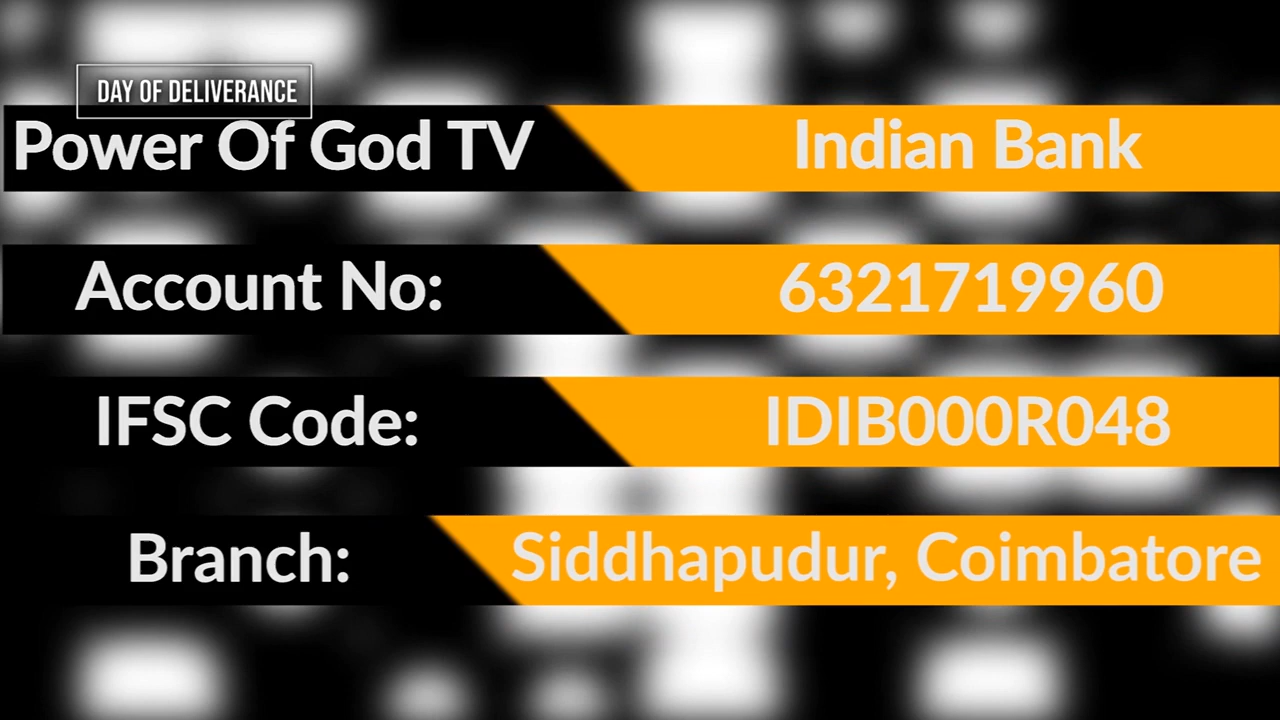 DAY OF DELIVERANCE
Power Of God TV Indian Bank
Account No: 6321719960
IFSC Code: IDIB000R048
Branch: Siddhapudur, Coimbatore